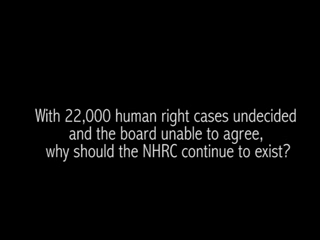 With 22,000 human right cases undecided
and the board unable to agree,
why should the NHRC continue to exist?